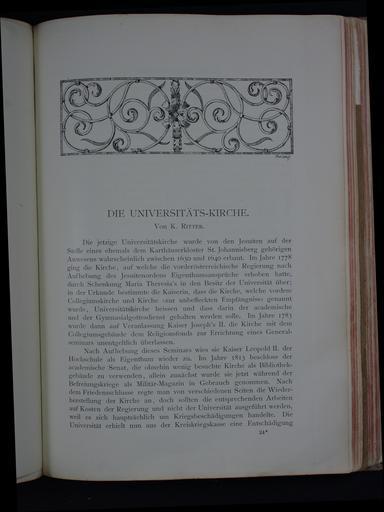 DIE UNIVERSITÄTS-KIRCHE.
Von K. Ritter.
Die jetzige Universitätskirche wurde von den Jesuiten auf der
Stelle eines ehemals dem Karthäuserkloster St. Johannisberg gehörigen
Anwesens wahrscheinlich zwischen 1630 und 1640 erbaut. Im Jahre 1778
ging die Kirche, auf welche die vorderösterreichische Regierung nach
Aufhebung des Jesuitenordens Eigenthumsansprüche erhoben hatte,
durch Schenkung Maria Theresia's in den Besitz der Universität über;
in der Urkunde bestimmte die Kaiserin, dass die Kirche, welche vordem
Collegiumskirche und Kirche «zur unbefleckten Empfängniss» genannt
wurde, Universitätskirche heissen und dass darin der academische
und der Gymnasialgottesdienst gehalten werden solle. Im Jahre 1783
wurde dann auf Veranlassung Kaiser Joseph's II. die Kirche mit dem
Collegiumsgebäude dem Religionsfonds zur Errichtung eines General-
seminars unentgeltlich überlassen.
Nach Aufhebung dieses Seminars wies sie Kaiser Leopold II. der
Hochschule als Eigenthum wieder zu. Im Jahre 1813 beschloss der
academische Senat, die ohnehin wenig besuchte Kirche als Bibliothek-
gebäude zu verwenden, allein zunächst wurde sie jetzt während der
Befreiungskriege als Militär-Magazin in Gebrauch genommen. Nach
dem Friedensschlusse regte man von verschiedenen Seiten die Wieder-
herstellung der Kirche an, doch sollten die entsprechenden Arbeiten
auf Kosten der Regierung und nicht der Universität ausgeführt werden,
weil es sich hauptsächlich um Kriegsbeschädigungen handelte. Die
Universität erhielt nun aus der Kreiskriegskasse eine Entschädigung
24*